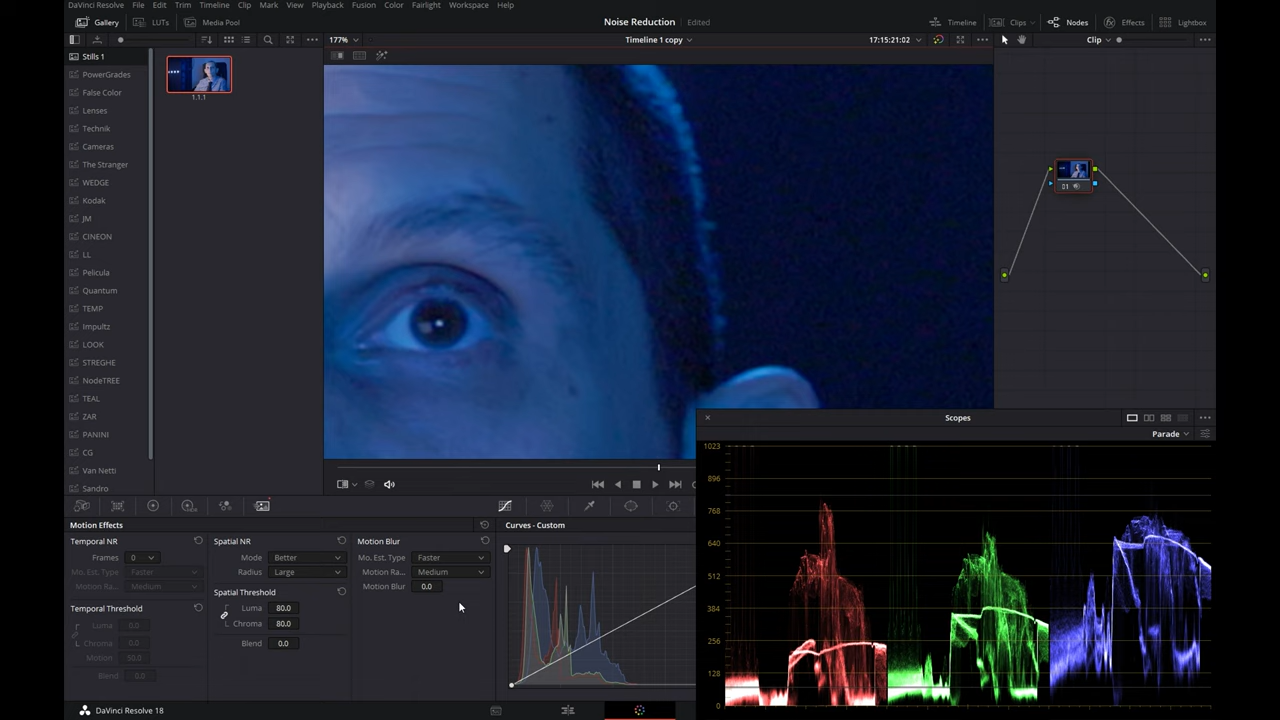 DaVinci Resolve File Edit Trim Timeline Clip Mark View Playback Fusion Color Fairlight Workspace Help
Gallery LUTs Media Pool Noise Reduction Edited Timeline Clips Nodes Effects Lightbox
177% Timeline 1 copy 17:15:21:02 Clip
Stills 1
PowerGrades
False Color
Lenses
Technik
Cameras
The Stranger
WEDGE
Kodak
JM
CINEON
LL
Pelicula
Quantum
TEMP
Impultz
LOOK
STREGHE
NodeTREE
TEAL
ZAR
PANINI
CG
Van Netti
Sandro
1.1.1
01
Motion Effects
Temporal NR
Frames 0
Mo. Est. Type Faster
Motion Ra... Medium
Temporal Threshold
Luma 0.0
Chroma 0.0
Motion 50.0
Blend 0.0
Spatial NR
Mode Better
Radius Large
Spatial Threshold
Luma 80.0
Chroma 80.0
Blend 0.0
Motion Blur
Mo. Est. Type Faster
Motion Ra... Medium
Motion Blur 0.0
Curves - Custom
Scopes
Parade
1023
896
768
640
512
384
256
128
0
DaVinci Resolve 18